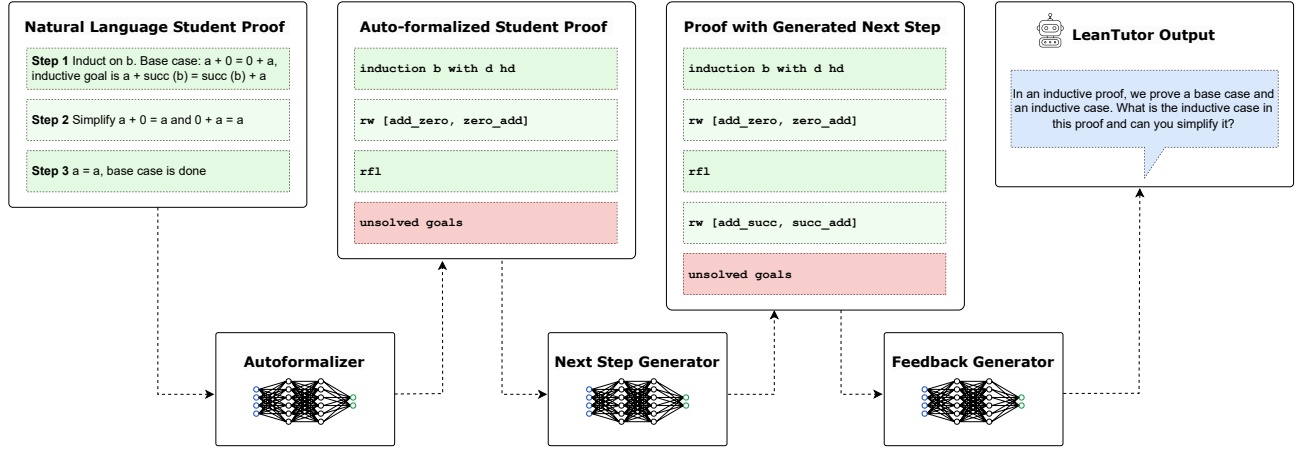 Natural Language Student Proof
Step 1 Induct on b. Base case: a + 0 = 0 + a,
inductive goal is a + succ (b) = succ (b) + a
Step 2 Simplify a + 0 = a and 0 + a = a
Step 3 a = a, base case is done
Auto-formalized Student Proof
induction b with d hd
rw [add_zero, zero_add]
rfl
unsolved goals
Proof with Generated Next Step
induction b with d hd
rw [add_zero, zero_add]
rfl
rw [add_succ, succ_add]
unsolved goals
LeanTutor Output
In an inductive proof, we prove a base case and
an inductive case. What is the inductive case in
this proof and can you simplify it?
Autoformalizer
Next Step Generator
Feedback Generator